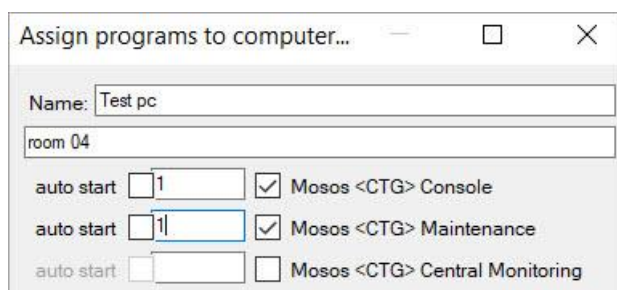 Assign programs to computer...
Name: Test pc
room 04
auto start 1 Mosos <CTG> Console
auto start 1 Mosos <CTG> Maintenance
auto start Mosos <CTG> Central Monitoring